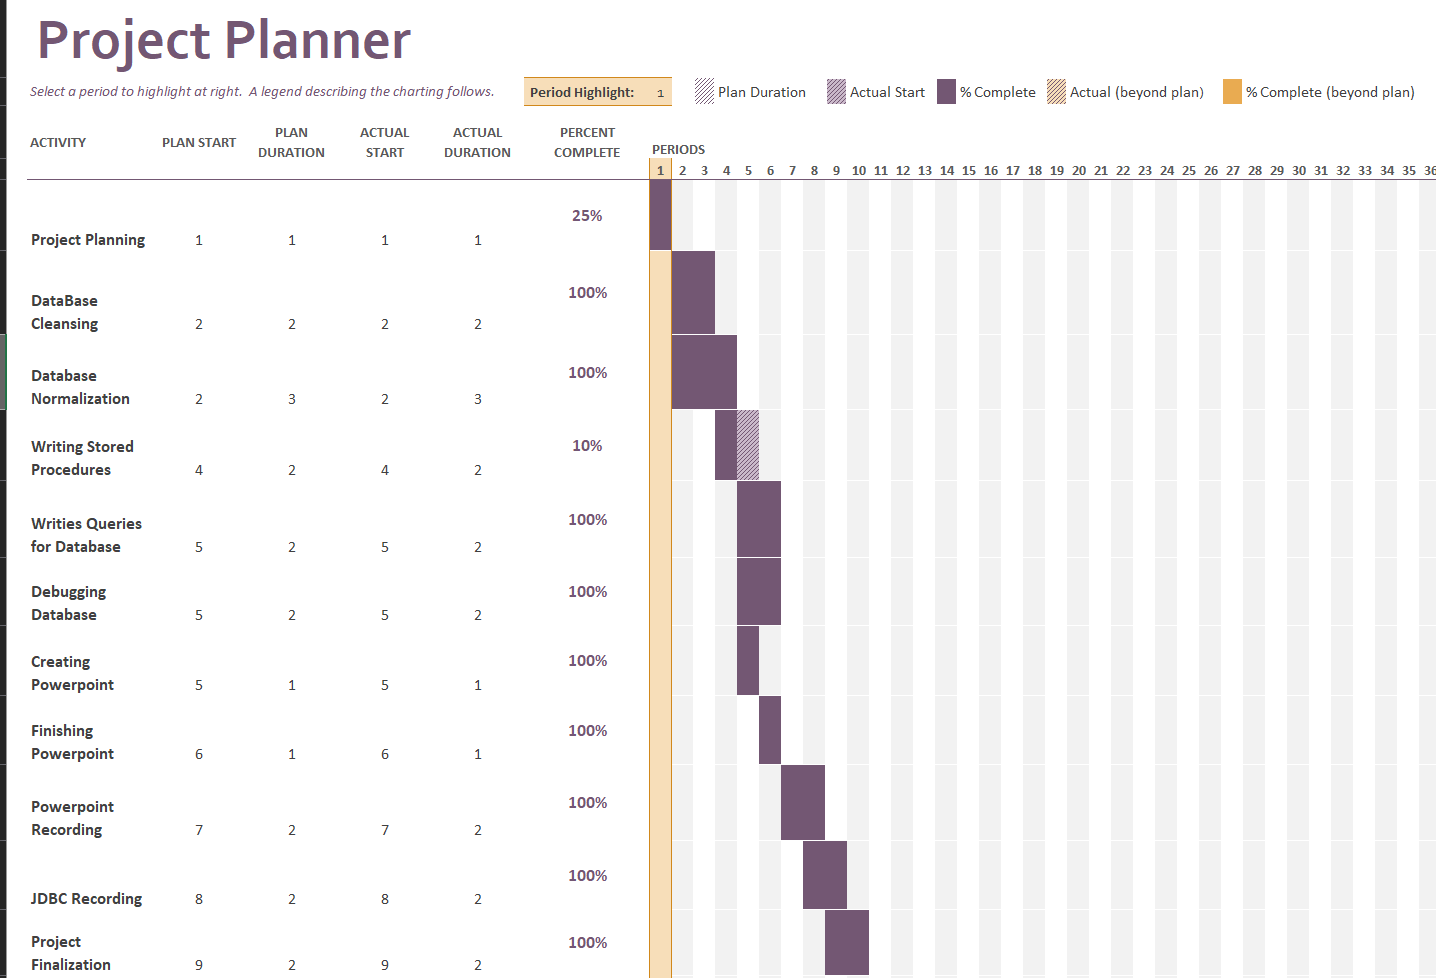 Project Planner
Select a period to highlight at right.  A legend describing the charting follows.
Period Highlight: 1
Plan Duration
Actual Start
% Complete
Actual (beyond plan)
% Complete (beyond plan)
ACTIVITY PLAN START PLAN DURATION ACTUAL START ACTUAL DURATION PERCENT COMPLETE PERIODS
1 2 3 4 5 6 7 8 9 10 11 12 13 14 15 16 17 18 19 20 21 22 23 24 25 26 27 28 29 30 31 32 33 34 35 36
Project Planning 1 1 1 1 25%
DataBase
Cleansing 2 2 2 2 100%
Database
Normalization 2 3 2 3 100%
Writing Stored
Procedures 4 2 4 2 10%
Writies Queries
for Database 5 2 5 2 100%
Debugging
Database 5 2 5 2 100%
Creating
Powerpoint 5 1 5 1 100%
Finishing
Powerpoint 6 1 6 1 100%
Powerpoint
Recording 7 2 7 2 100%
JDBC Recording 8 2 8 2 100%
Project
Finalization 9 2 9 2 100%